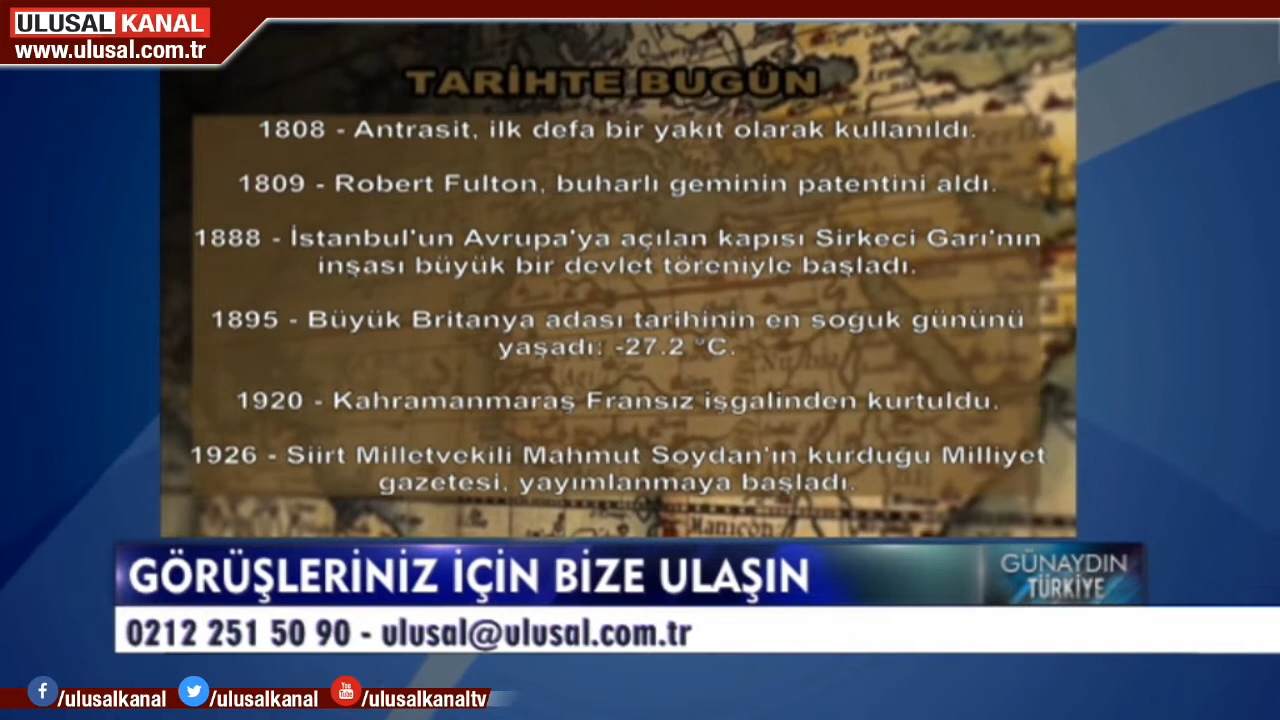 ULUSAL KANAL
www.ulusal.com.tr
TARİHTE BUGÜN
1808 - Antrasit, ilk defa bir yakıt olarak kullanıldı.
1809 - Robert Fulton, buharlı geminin patentini aldı.
1888 - İstanbul'un Avrupa'ya açılan kapısı Sirkeci Garı'nın
inşası büyük bir devlet töreniyle başladı.
1895 - Büyük Britanya adası tarihinin en soğuk gününü
yaşadı: -27.2 °C.
1920 - Kahramanmaraş Fransız işgalinden kurtuldu.
1926 - Siirt Milletvekili Mahmut Soydan'ın kurduğu Milliyet
gazetesi, yayımlanmaya başladı.
Manicon
GÖRÜŞLERİNİZ İÇİN BİZE ULAŞIN
GÜNAYDIN
TÜRKİYE
0212 251 50 90 - ulusal@ulusal.com.tr
/ulusalkanal /ulusalkanal /ulusalkanaltv